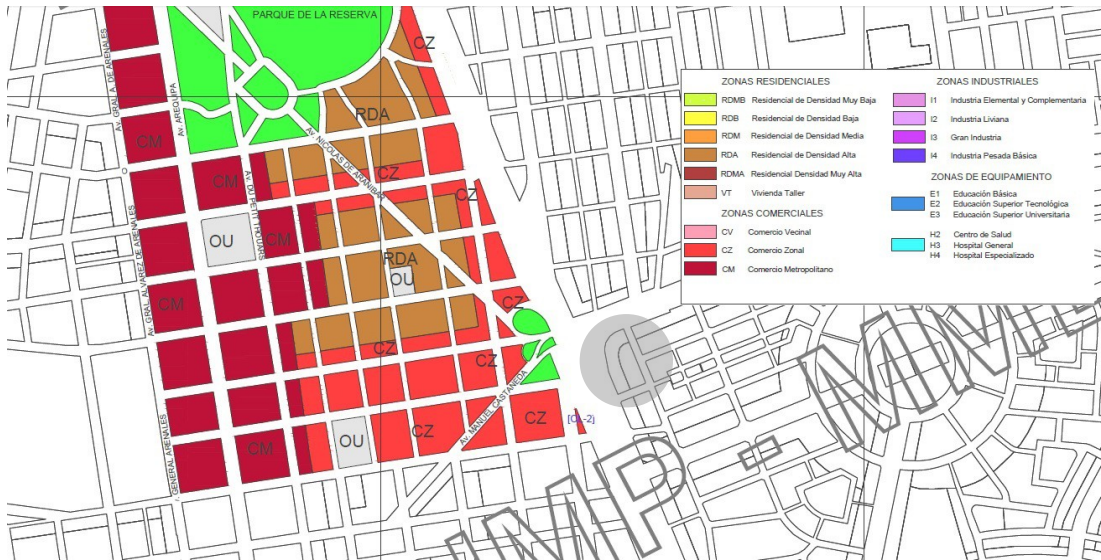 PARQUE DE LA RESERVA
CZ
Av. GRAL A. DE ARENALES
Av. AREQUIPA
RDA
Av. NICOLAS DE ARANIBAR
CM
CM
CZ
CZ
Av. DU PETIT THOUARS
OU
CM
RDA
OU
Av. GRAL. ALVAREZ DE ARENALES
CM
CZ
CZ
CZ
Av. MANUEL CASTAÑEDA
GENERAL ARENALES
CM
OU
CZ
CZ
ZONAS RESIDENCIALES
RDMB Residencial de Densidad Muy Baja
RDB Residencial de Densidad Baja
RDM Residencial de Densidad Media
RDA Residencial de Densidad Alta
RDMA Residencial Densidad Muy Alta
VT Vivienda Taller
ZONAS COMERCIALES
CV Comercio Vecinal
CZ Comercio Zonal
CM Comercio Metropolitano
ZONAS INDUSTRIALES
I1 Industria Elemental y Complementaria
I2 Industria Liviana
I3 Gran Industria
I4 Industria Pesada Básica
ZONAS DE EQUIPAMIENTO
E1 Educación Básica
E2 Educación Superior Tecnológica
E3 Educación Superior Universitaria
H2 Centro de Salud
H3 Hospital General
H4 Hospital Especializado